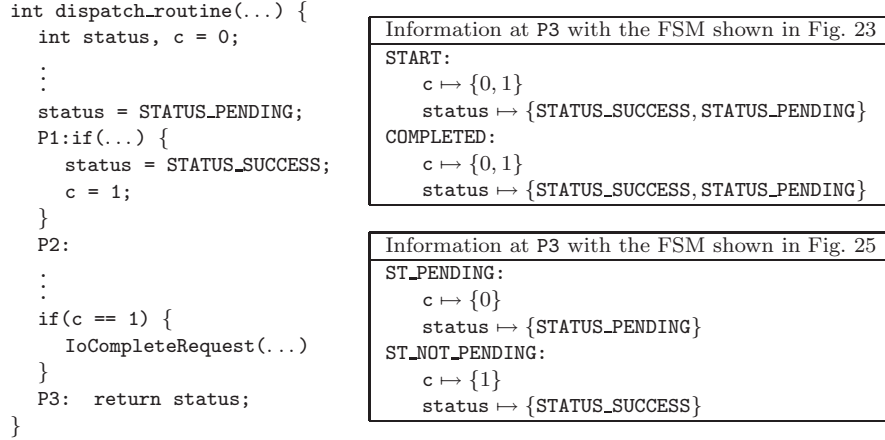 int dispatch_routine(...) {
int status, c = 0;
⋮
status = STATUS_PENDING;
P1:if(...) {
status = STATUS_SUCCESS;
c = 1;
}
P2:
⋮
if(c == 1) {
IoCompleteRequest(...)
}
P3: return status;
}
Information at P3 with the FSM shown in Fig. 23
START:
c ↦ {0, 1}
status ↦ {STATUS_SUCCESS, STATUS_PENDING}
COMPLETED:
c ↦ {0, 1}
status ↦ {STATUS_SUCCESS, STATUS_PENDING}
Information at P3 with the FSM shown in Fig. 25
ST_PENDING:
c ↦ {0}
status ↦ {STATUS_PENDING}
ST_NOT_PENDING:
c ↦ {1}
status ↦ {STATUS_SUCCESS}